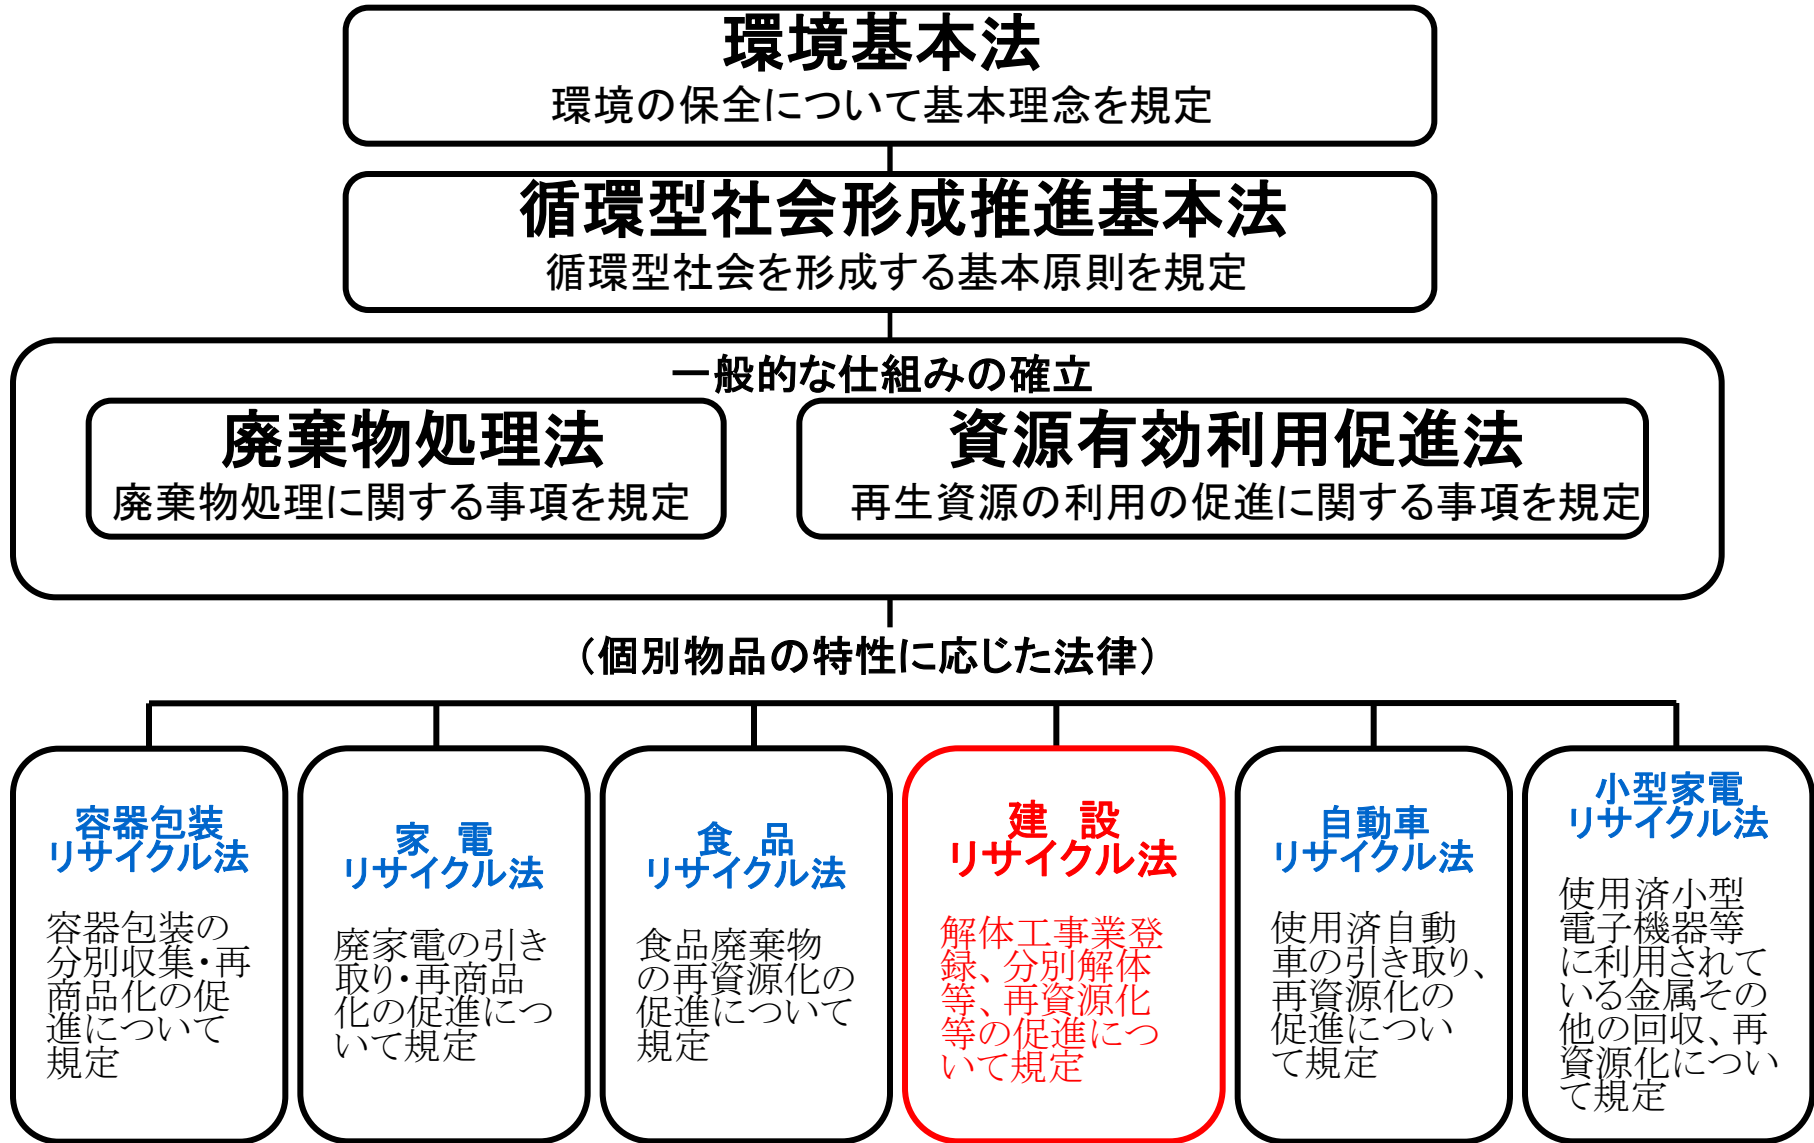 環境基本法
環境の保全について基本理念を規定
循環型社会形成推進基本法
循環型社会を形成する基本原則を規定
一般的な仕組みの確立
廃棄物処理法
廃棄物処理に関する事項を規定
資源有効利用促進法
再生資源の利用の促進に関する事項を規定
（個別物品の特性に応じた法律）
容器包装
リサイクル法
容器包装の
分別収集・再
商品化の促
進について
規定
家 電
リサイクル法
廃家電の引き
取り・再商品
化の促進につ
いて規定
食 品
リサイクル法
食品廃棄物
の再資源化の
促進について
規定
建 設
リサイクル法
解体工事業登
録、分別解体
等、再資源化
等の促進につ
いて規定
自動車
リサイクル法
使用済自動
車の引き取り、
再資源化の
促進につい
て規定
小型家電
リサイクル法
使用済小型
電子機器等
に利用されて
いる金属その
他の回収、再
資源化につい
て規定